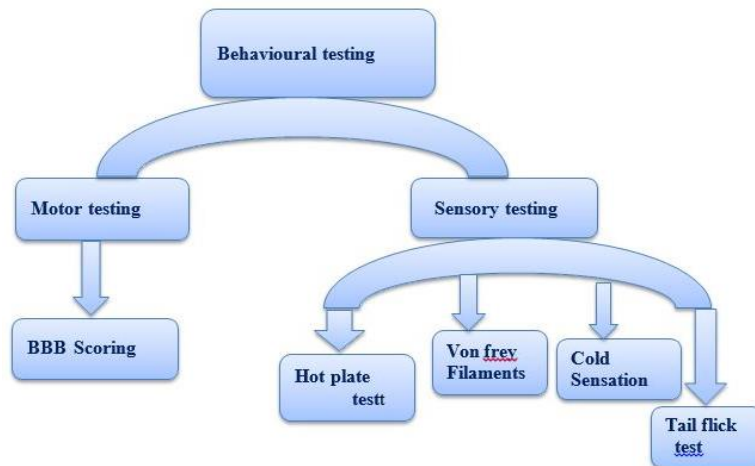 Behavioural testing
Motor testing
Sensory testing
BBB Scoring
Hot plate
testt
Von frey
Filaments
Cold
Sensation
Tail flick
test